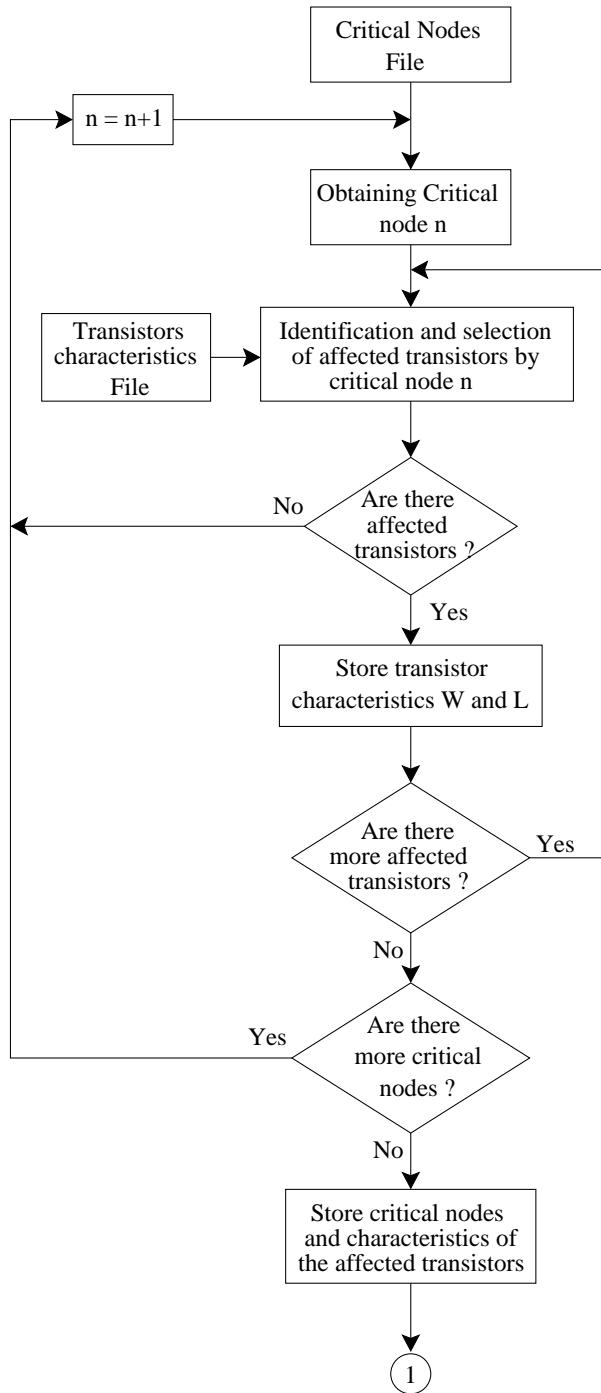 Critical Nodes
File
n = n+1
Obtaining Critical
node n
Transistors
characteristics
File
Identification and selection
of affected transistors by
critical node n
Are there
affected
transistors ?
No
Yes
Store transistor
characteristics W and L
Are there
more affected
transistors ?
Yes
No
Are there
more critical
nodes ?
Yes
No
Store critical nodes
and characteristics of
the affected transistors
1